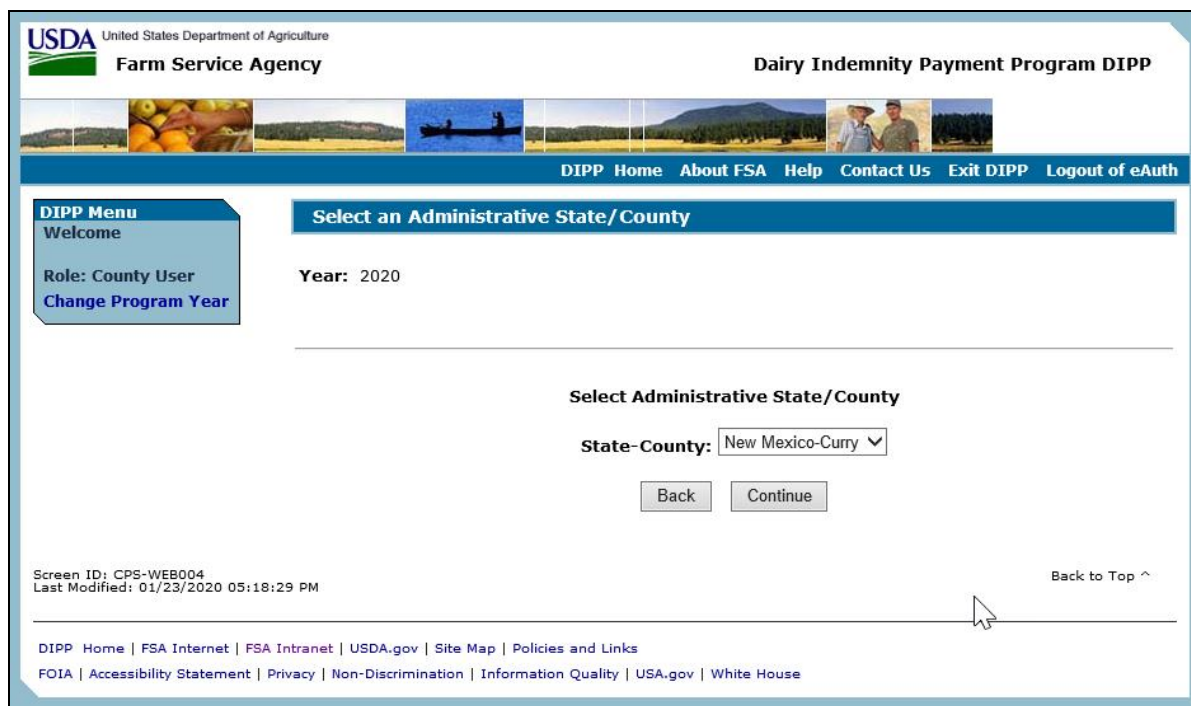 USDA United States Department of Agriculture
Farm Service Agency
Dairy Indemnity Payment Program DIPP
DIPP Home About FSA Help Contact Us Exit DIPP Logout of eAuth
DIPP Menu
Welcome
Role: County User
Change Program Year
Select an Administrative State/County
Year: 2020
Select Administrative State/County
State-County: New Mexico-Curry
Back Continue
Screen ID: CPS-WEB004
Last Modified: 01/23/2020 05:18:29 PM
Back to Top ^
DIPP Home | FSA Internet | FSA Intranet | USDA.gov | Site Map | Policies and Links
FOIA | Accessibility Statement | Privacy | Non-Discrimination | Information Quality | USA.gov | White House